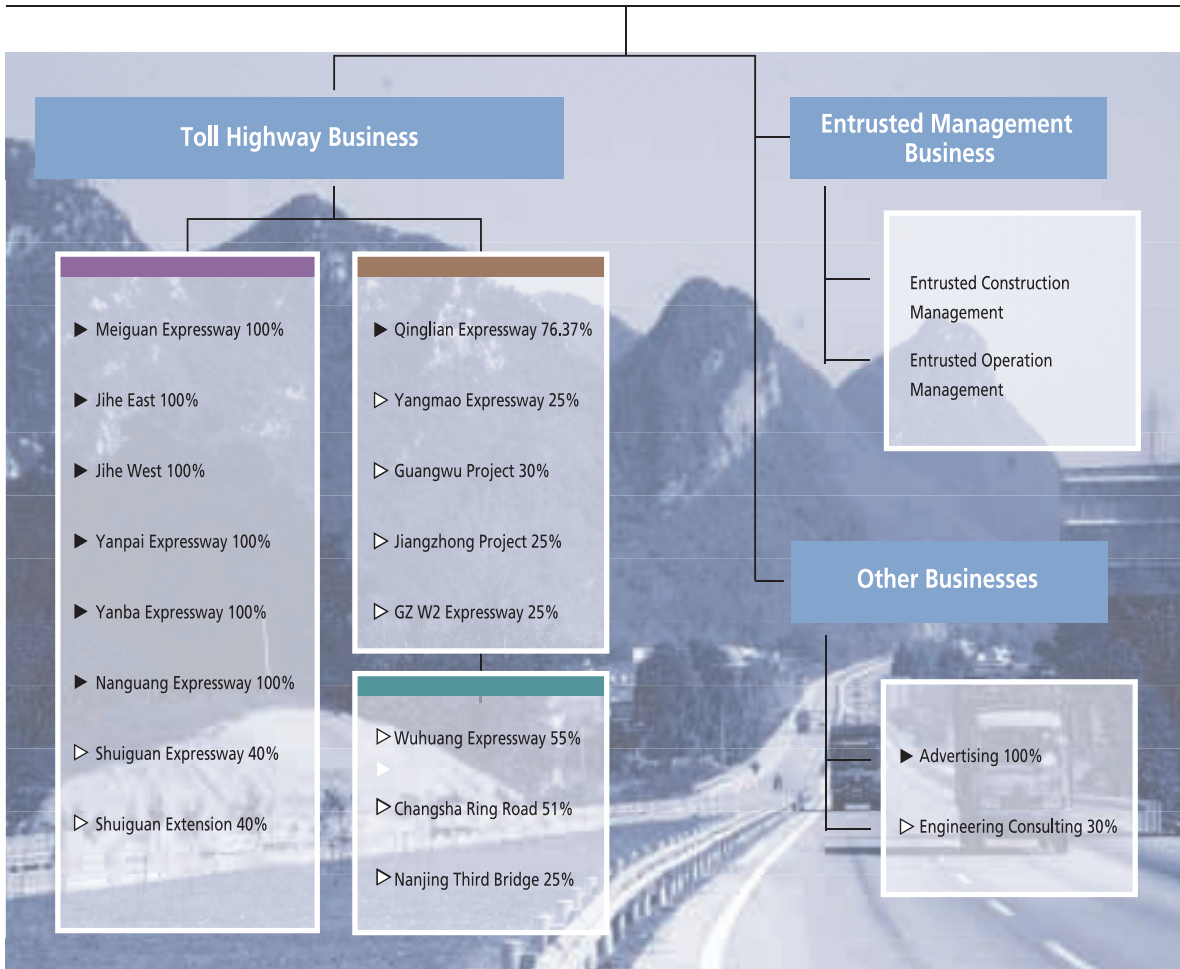 Toll Highway Business
Entrusted Management
Business
Meiguan Expressway 100%
Jihe East 100%
Jihe West 100%
Yanpai Expressway 100%
Yanba Expressway 100%
Nanguang Expressway 100%
Shuiguan Expressway 40%
Shuiguan Extension 40%
Qinglian Expressway 76.37%
Yangmao Expressway 25%
Guangwu Project 30%
Jiangzhong Project 25%
GZ W2 Expressway 25%
Wuhuang Expressway 55%
Changsha Ring Road 51%
Nanjing Third Bridge 25%
Entrusted Construction
Management
Entrusted Operation
Management
Other Businesses
Advertising 100%
Engineering Consulting 30%